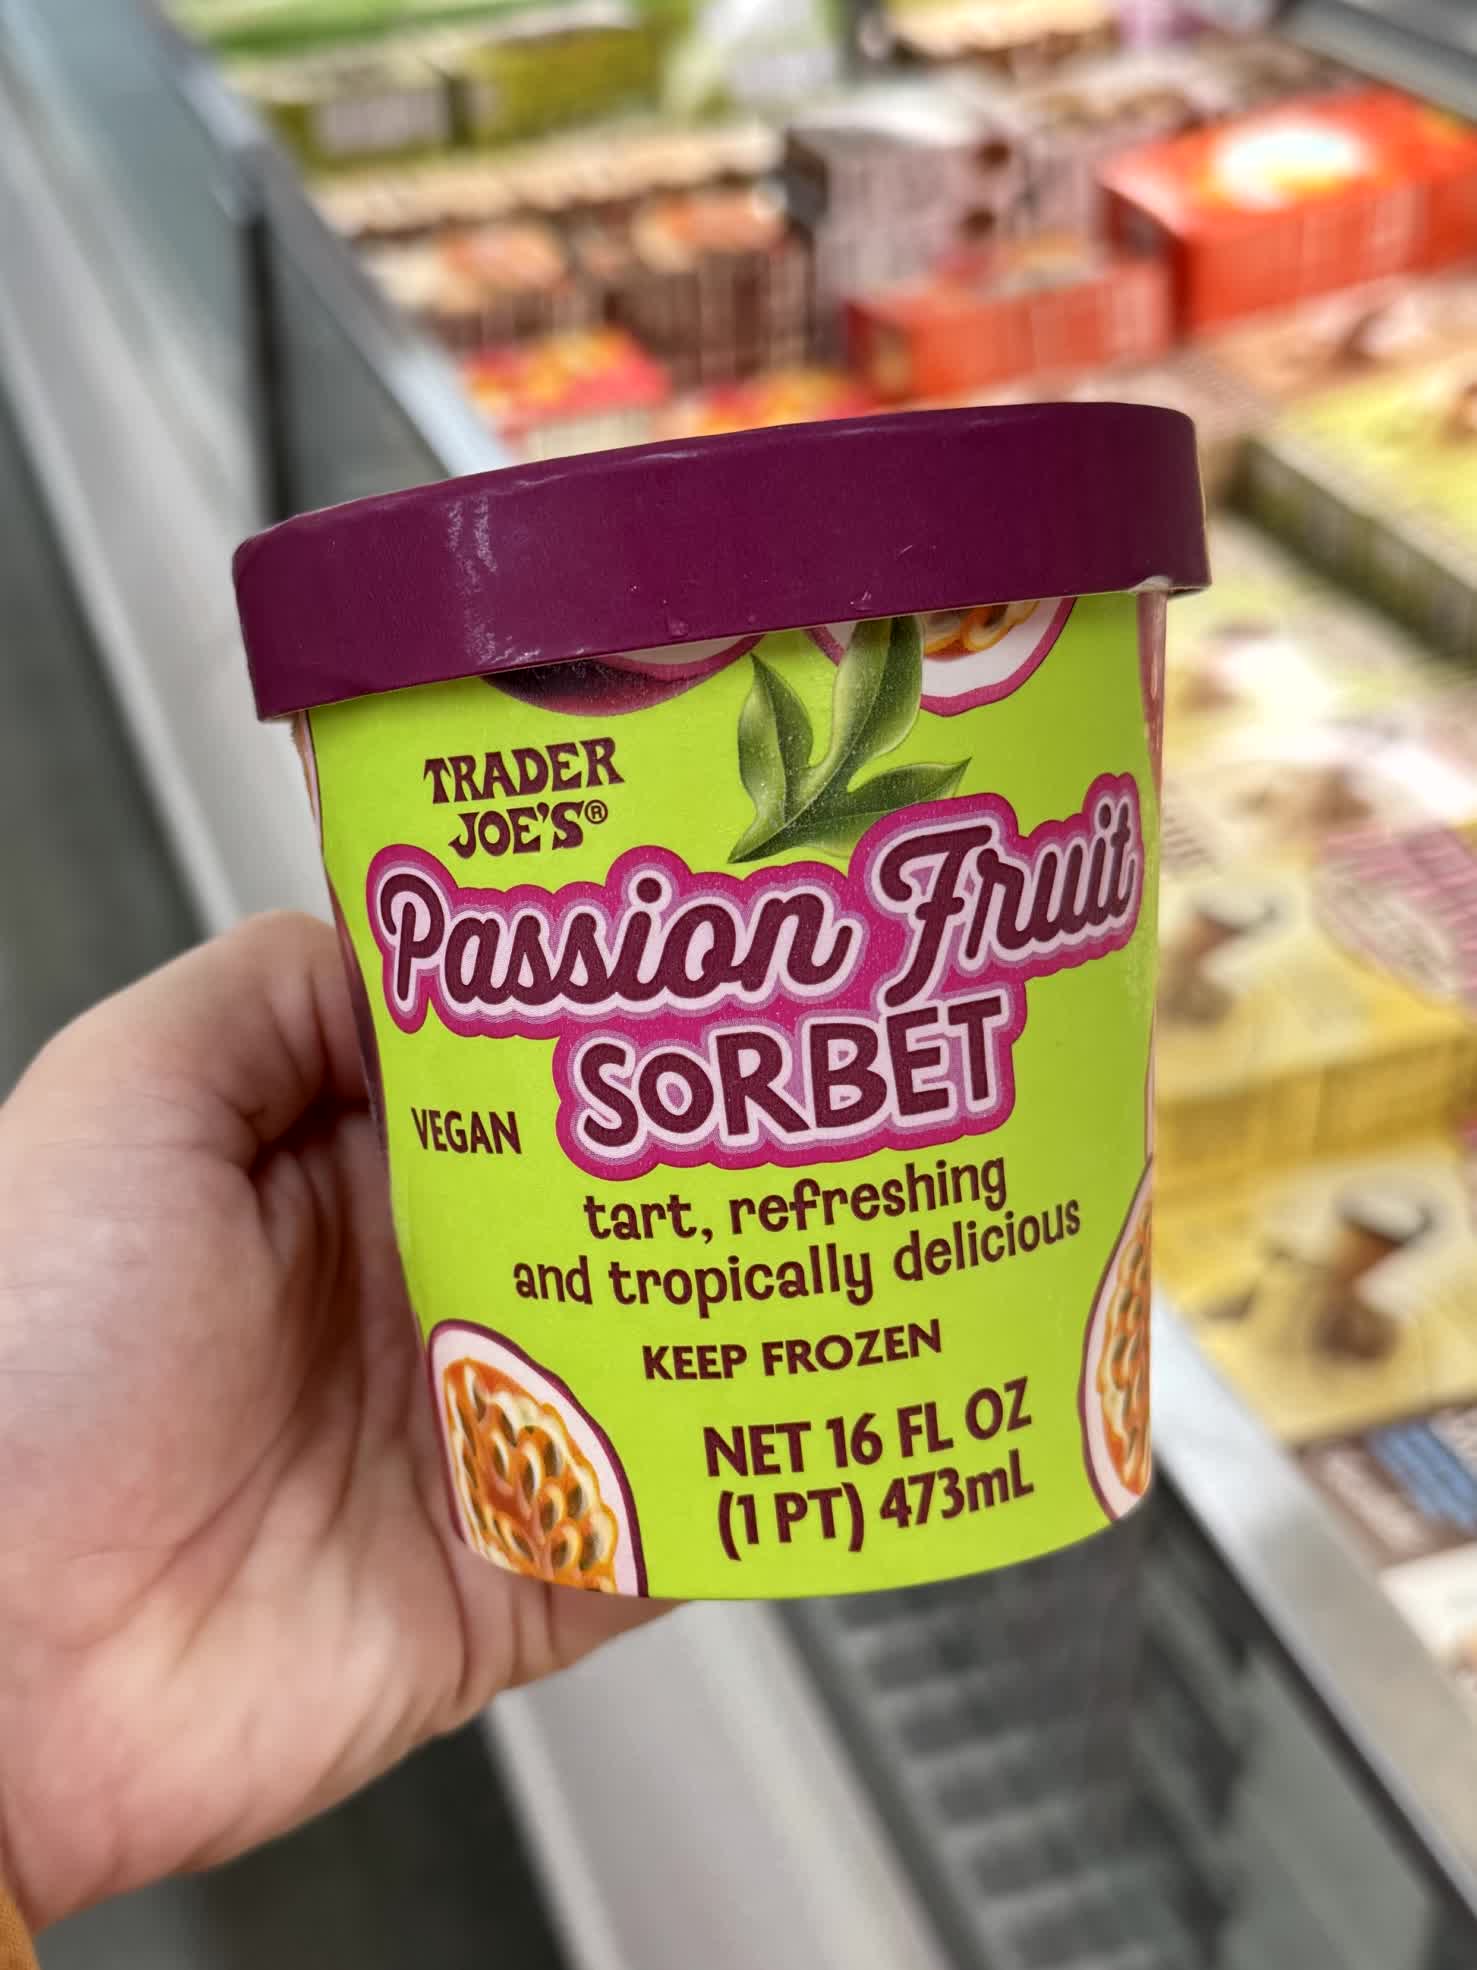 TRADER
JOE'S®
Passion Fruit
SORBET
VEGAN
tart, refreshing
and tropically delicious
KEEP FROZEN
NET 16 FL OZ
(1 PT) 473mL